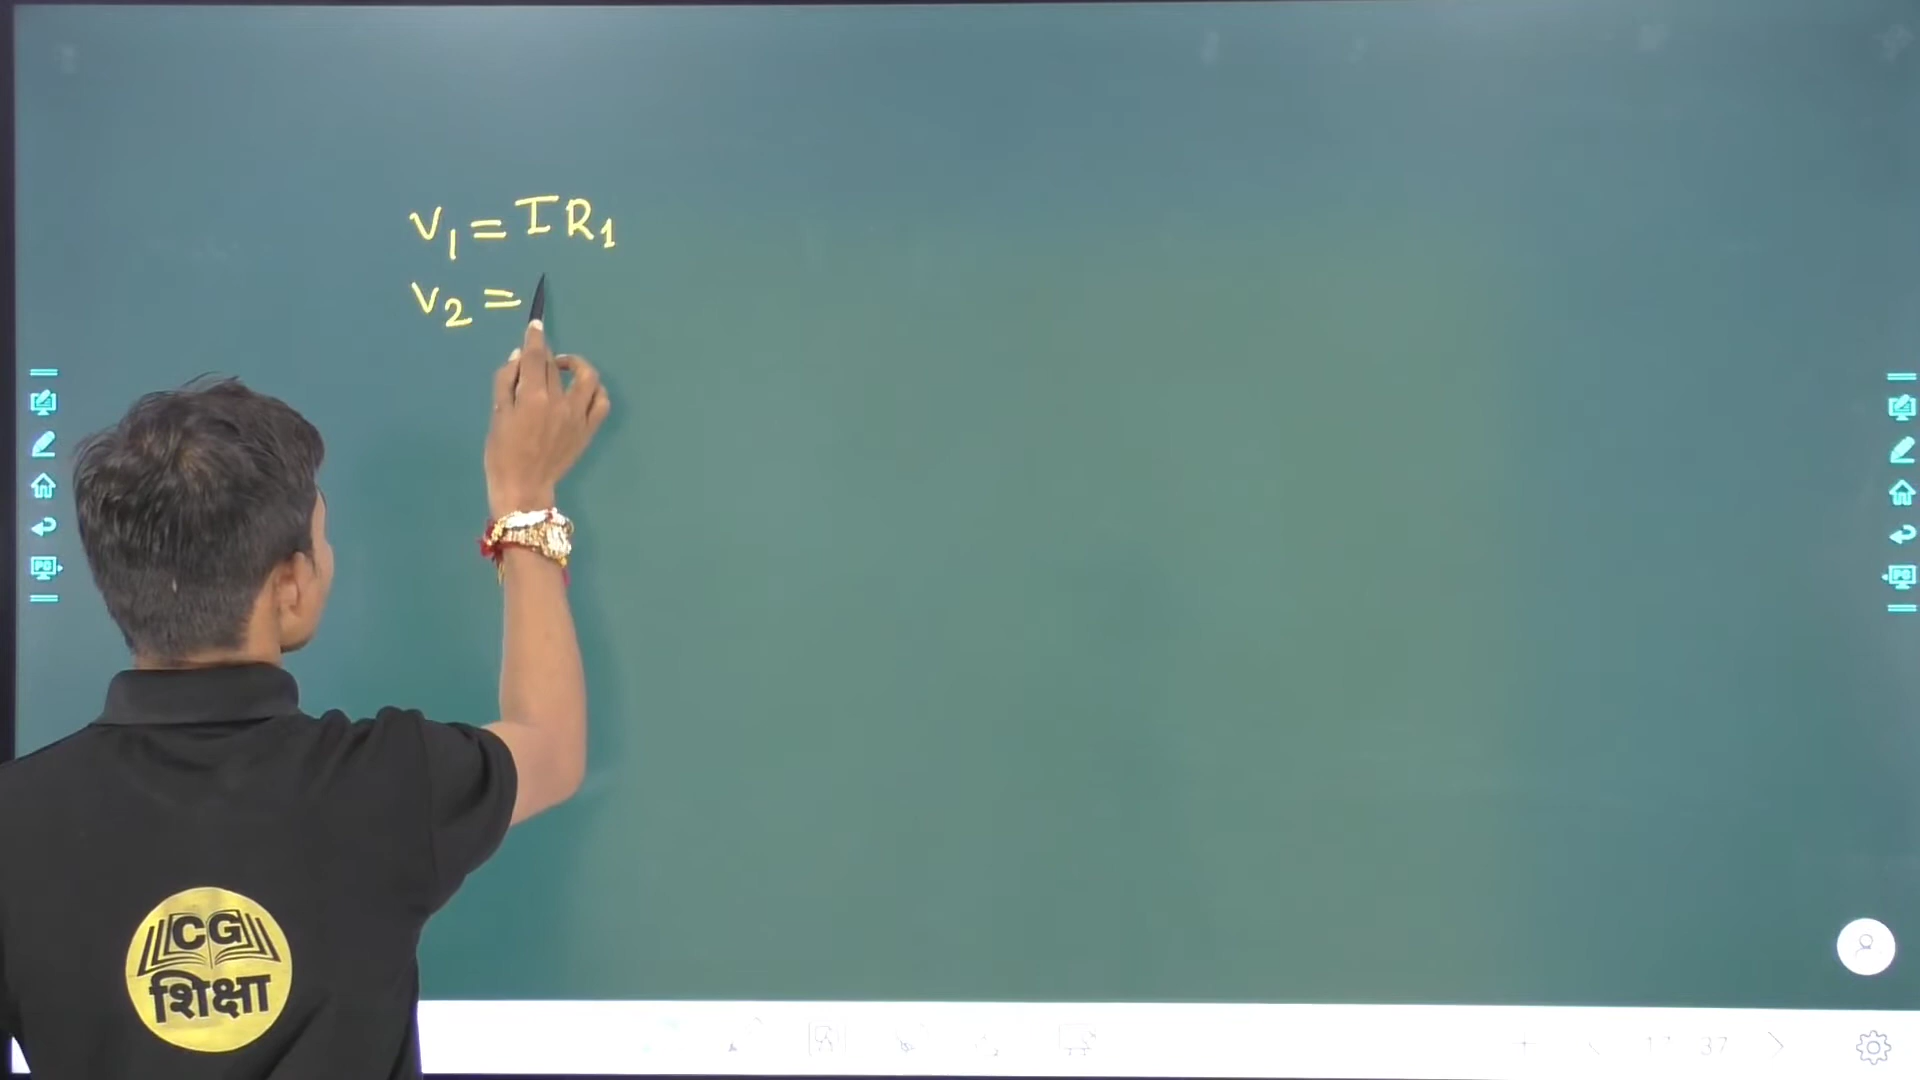 V₁ = IR₁
V₂ =
CG
शिक्षा